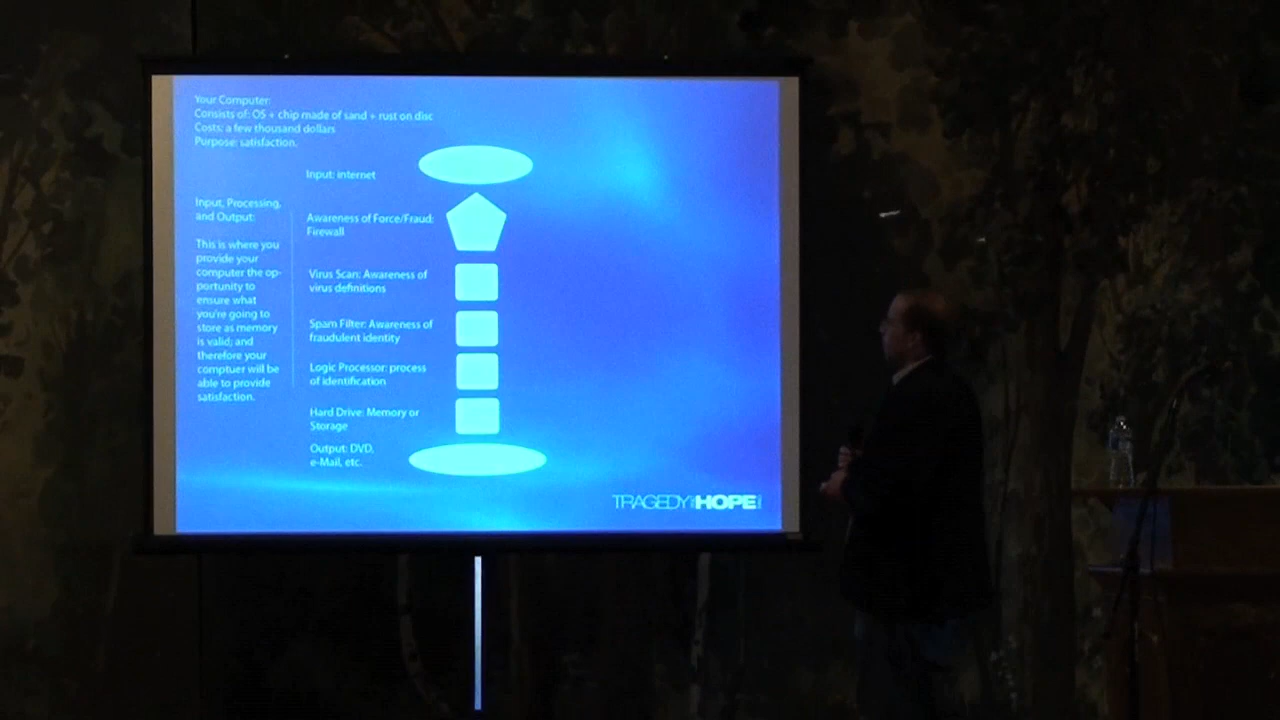 Your Computer:
Consists of: OS + chip made of sand + rust on disc
Costs: a few thousand dollars
Purpose: satisfaction.
Input: internet
Input, Processing,
and Output:
This is where you
provide your
computer the op-
portunity to
ensure what
you're going to
store as memory
is valid; and
therefore your
comptuer will be
able to provide
satisfaction.
Awareness of Force/Fraud:
Firewall
Virus Scan: Awareness of
virus definitions
Spam Filter: Awareness of
fraudulent identity
Logic Processor: process
of identification
Hard Drive: Memory or
Storage
Output: DVD,
e-Mail, etc.
TRAGEDY HOPE